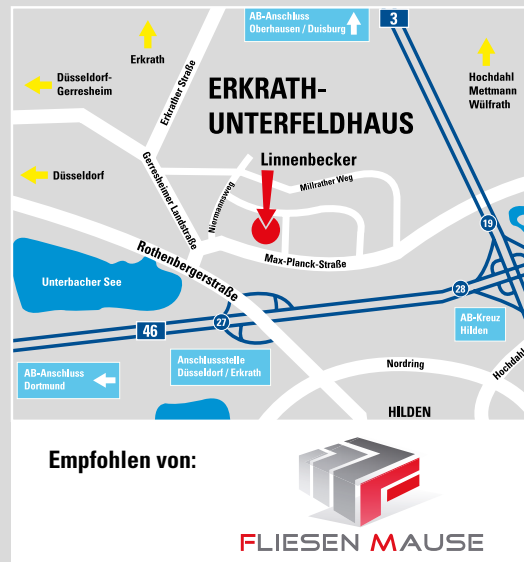 AB-Anschluss
Oberhausen / Duisburg
3
Erkrath
Düsseldorf-
Gerresheim
Hochdahl
Mettmann
Wülfrath
Erkrather Straße
ERKRATH-
UNTERFELDHAUS
Linnenbecker
Gerresheimer Landstraße
Niermannsweg
Millrather Weg
Düsseldorf
19
Rothenbergerstraße
Max-Planck-Straße
Unterbacher See
28
27
46
AB-Kreuz
Hilden
AB-Anschluss
Dortmund
Anschlussstelle
Düsseldorf / Erkrath
Nordring
Hochdahl
HILDEN
Empfohlen von:
FLIESEN MAUSE